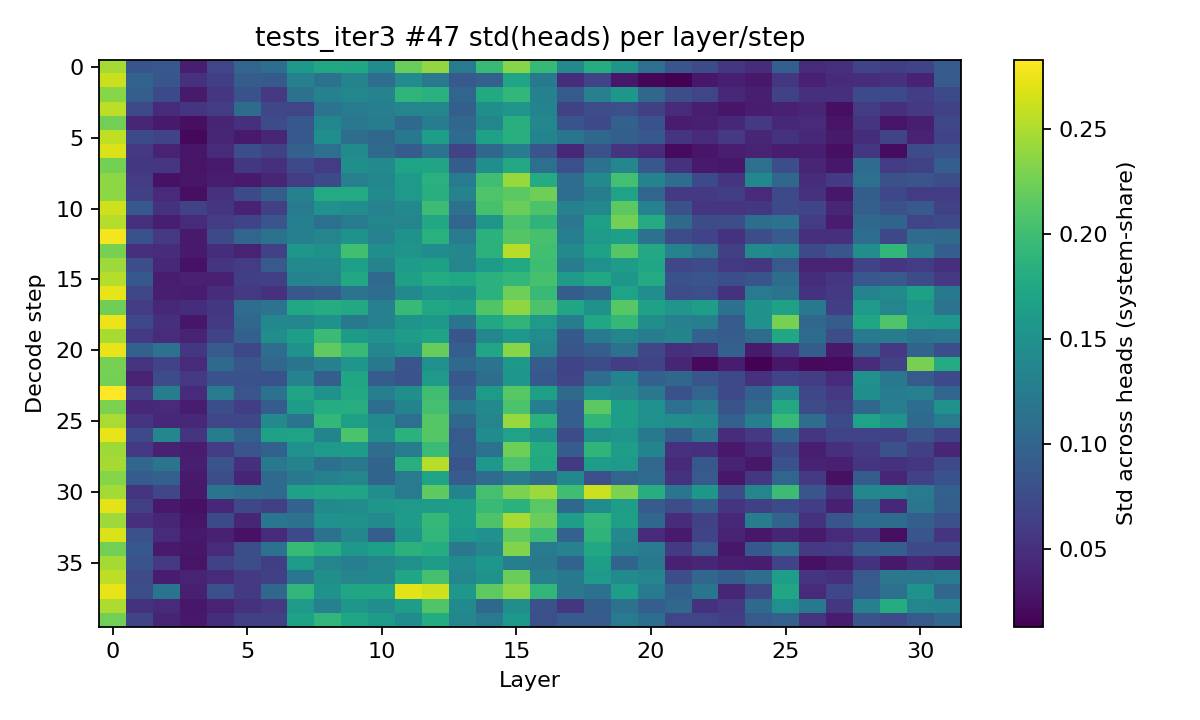 tests_iter3 #47 std(heads) per layer/step
0
5
10
15
20
25
30
35
Decode step
0 5 10 15 20 25 30
Layer
0.25
0.20
0.15
0.10
0.05
Std across heads (system-share)